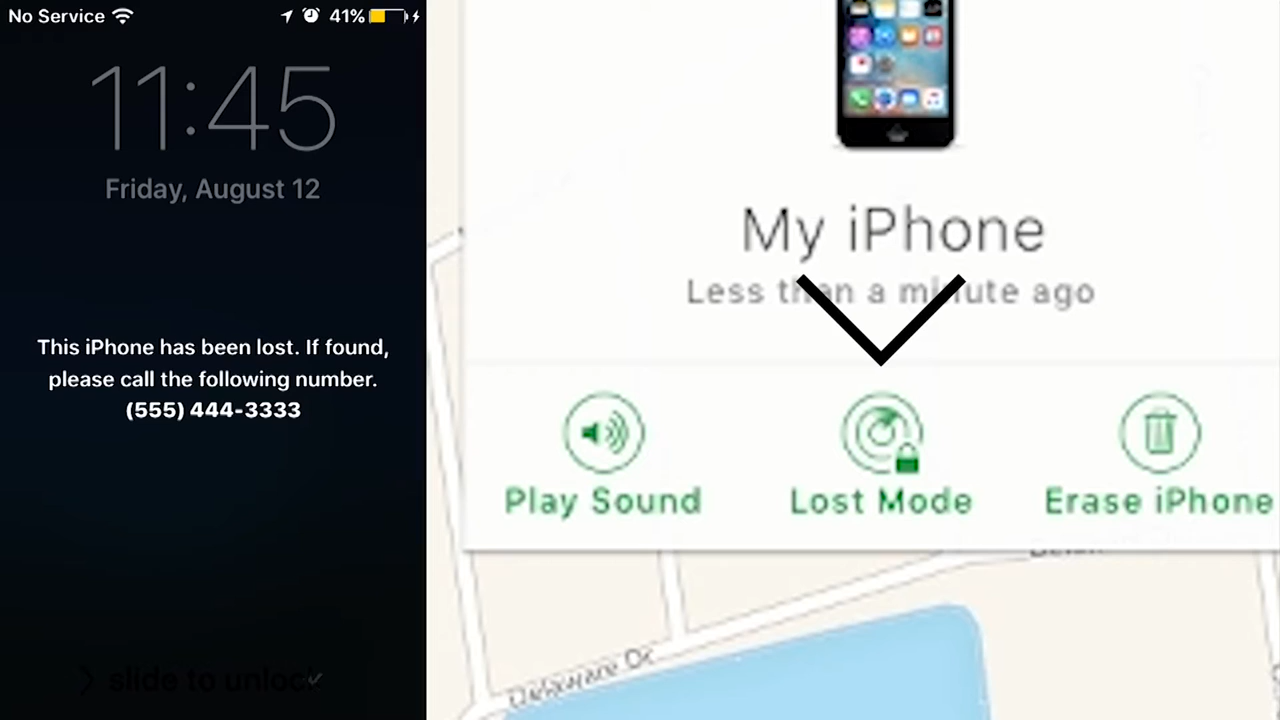 No Service
41%
11:45
Friday, August 12
This iPhone has been lost. If found,
please call the following number.
(555) 444-3333
slide to unlock
My iPhone
Less than a minute ago
Play Sound
Lost Mode
Erase iPhone
Delaware Dr